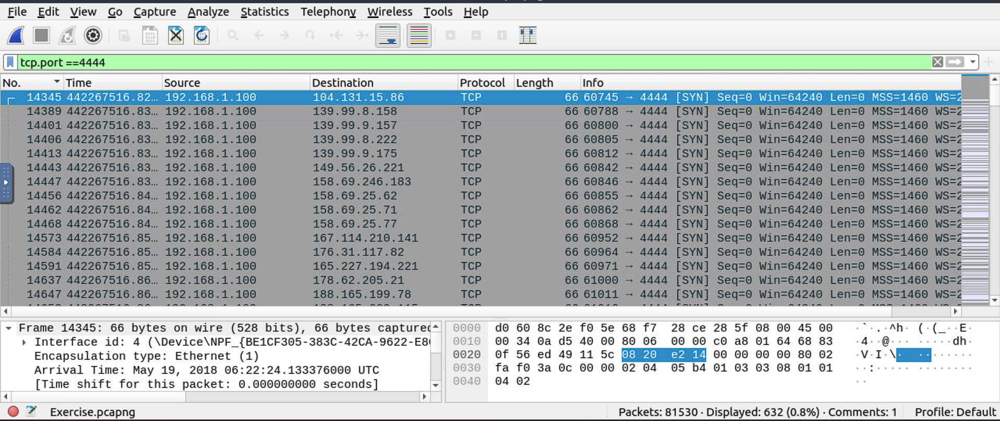 File Edit View Go Capture Analyze Statistics Telephony Wireless Tools Help
tcp.port ==4444
No. Time Source Destination Protocol Length Info
14345 442267516.82… 192.168.1.100 104.131.15.86 TCP 66 60745 → 4444 [SYN] Seq=0 Win=64240 Len=0 MSS=1460 WS=2
14389 442267516.83… 192.168.1.100 139.99.8.158 TCP 66 60788 → 4444 [SYN] Seq=0 Win=64240 Len=0 MSS=1460 WS=2
14401 442267516.83… 192.168.1.100 139.99.9.157 TCP 66 60800 → 4444 [SYN] Seq=0 Win=64240 Len=0 MSS=1460 WS=2
14406 442267516.83… 192.168.1.100 139.99.8.222 TCP 66 60805 → 4444 [SYN] Seq=0 Win=64240 Len=0 MSS=1460 WS=2
14413 442267516.83… 192.168.1.100 139.99.9.175 TCP 66 60812 → 4444 [SYN] Seq=0 Win=64240 Len=0 MSS=1460 WS=2
14443 442267516.83… 192.168.1.100 149.56.26.221 TCP 66 60842 → 4444 [SYN] Seq=0 Win=64240 Len=0 MSS=1460 WS=2
14447 442267516.83… 192.168.1.100 158.69.246.183 TCP 66 60846 → 4444 [SYN] Seq=0 Win=64240 Len=0 MSS=1460 WS=2
14456 442267516.84… 192.168.1.100 158.69.25.62 TCP 66 60855 → 4444 [SYN] Seq=0 Win=64240 Len=0 MSS=1460 WS=2
14462 442267516.84… 192.168.1.100 158.69.25.71 TCP 66 60862 → 4444 [SYN] Seq=0 Win=64240 Len=0 MSS=1460 WS=2
14468 442267516.84… 192.168.1.100 158.69.25.77 TCP 66 60868 → 4444 [SYN] Seq=0 Win=64240 Len=0 MSS=1460 WS=2
14573 442267516.85… 192.168.1.100 167.114.210.141 TCP 66 60952 → 4444 [SYN] Seq=0 Win=64240 Len=0 MSS=1460 WS=2
14584 442267516.85… 192.168.1.100 176.31.117.82 TCP 66 60964 → 4444 [SYN] Seq=0 Win=64240 Len=0 MSS=1460 WS=2
14591 442267516.85… 192.168.1.100 165.227.194.221 TCP 66 60971 → 4444 [SYN] Seq=0 Win=64240 Len=0 MSS=1460 WS=2
14637 442267516.86… 192.168.1.100 178.62.205.21 TCP 66 61000 → 4444 [SYN] Seq=0 Win=64240 Len=0 MSS=1460 WS=2
14647 442267516.86… 192.168.1.100 188.165.199.78 TCP 66 61011 → 4444 [SYN] Seq=0 Win=64240 Len=0 MSS=1460 WS=2
Frame 14345: 66 bytes on wire (528 bits), 66 bytes captured
Interface id: 4 (\Device\NPF_{BE1CF305-383C-42CA-9622-E8
Encapsulation type: Ethernet (1)
Arrival Time: May 19, 2018 06:22:24.133376000 UTC
[Time shift for this packet: 0.000000000 seconds]
0000 d0 60 8c 2e f0 5e 68 f7 28 ce 28 5f 08 00 45 00 ·`·.·^h· (·(_··E·
0010 00 34 0a d5 40 00 80 06 00 00 c0 a8 01 64 68 83 ·4··@··· ·····dh·
0020 0f 56 ed 49 11 5c 08 20 e2 14 00 00 00 00 80 02 ·V·I·\·  ········
0030 fa f0 3a 0c 00 00 02 04 05 b4 01 03 03 08 01 01 ··:····· ········
0040 04 02 ··
Exercise.pcapng Packets: 81530 · Displayed: 632 (0.8%) · Comments: 1 Profile: Default